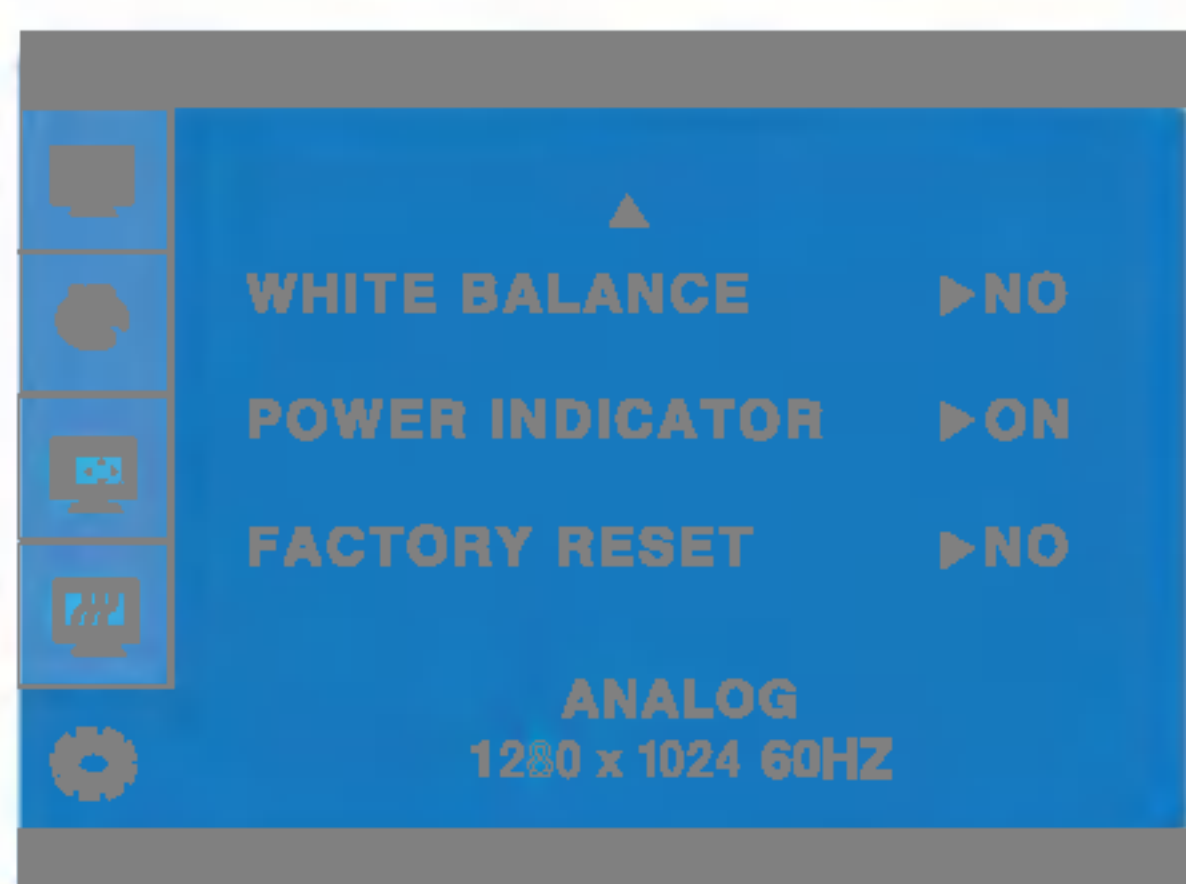 WHITE BALANCE ▶NO
POWER INDICATOR ▶ON
FACTORY RESET ▶NO
ANALOG
1280 x 1024 60HZ